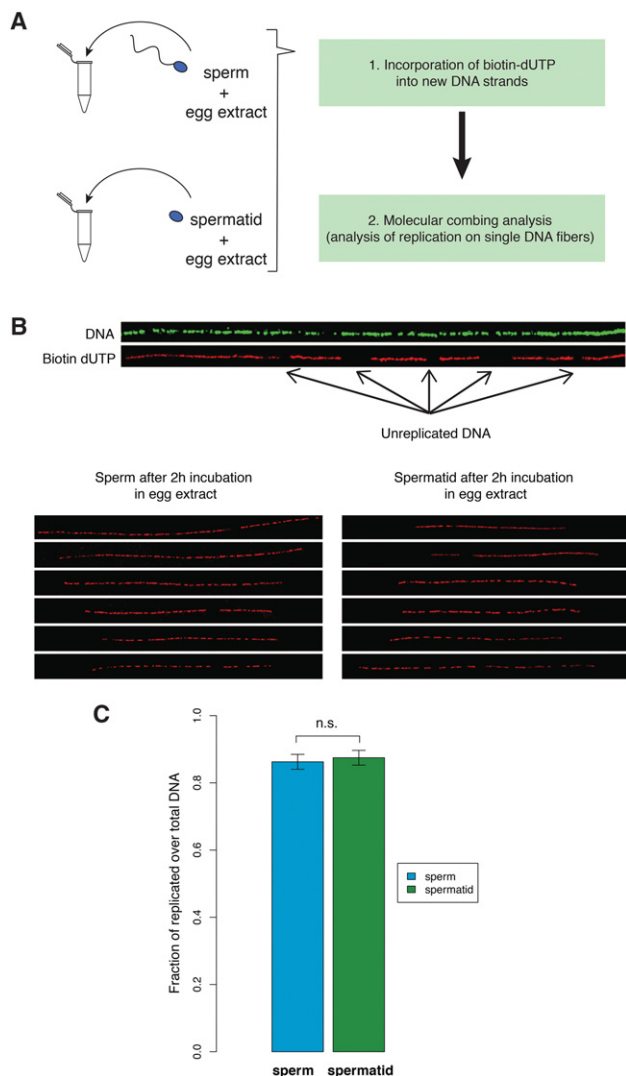 A
sperm
+
egg extract
spermatid
+
egg extract
1. Incorporation of biotin-dUTP
into new DNA strands
2. Molecular combing analysis
(analysis of replication on single DNA fibers)
B
DNA
Biotin dUTP
Unreplicated DNA
Sperm after 2h incubation
in egg extract
Spermatid after 2h incubation
in egg extract
C
Fraction of replicated over total DNA
1.0
0.8
0.6
0.4
0.2
0.0
n.s.
sperm
spermatid
sperm
spermatid